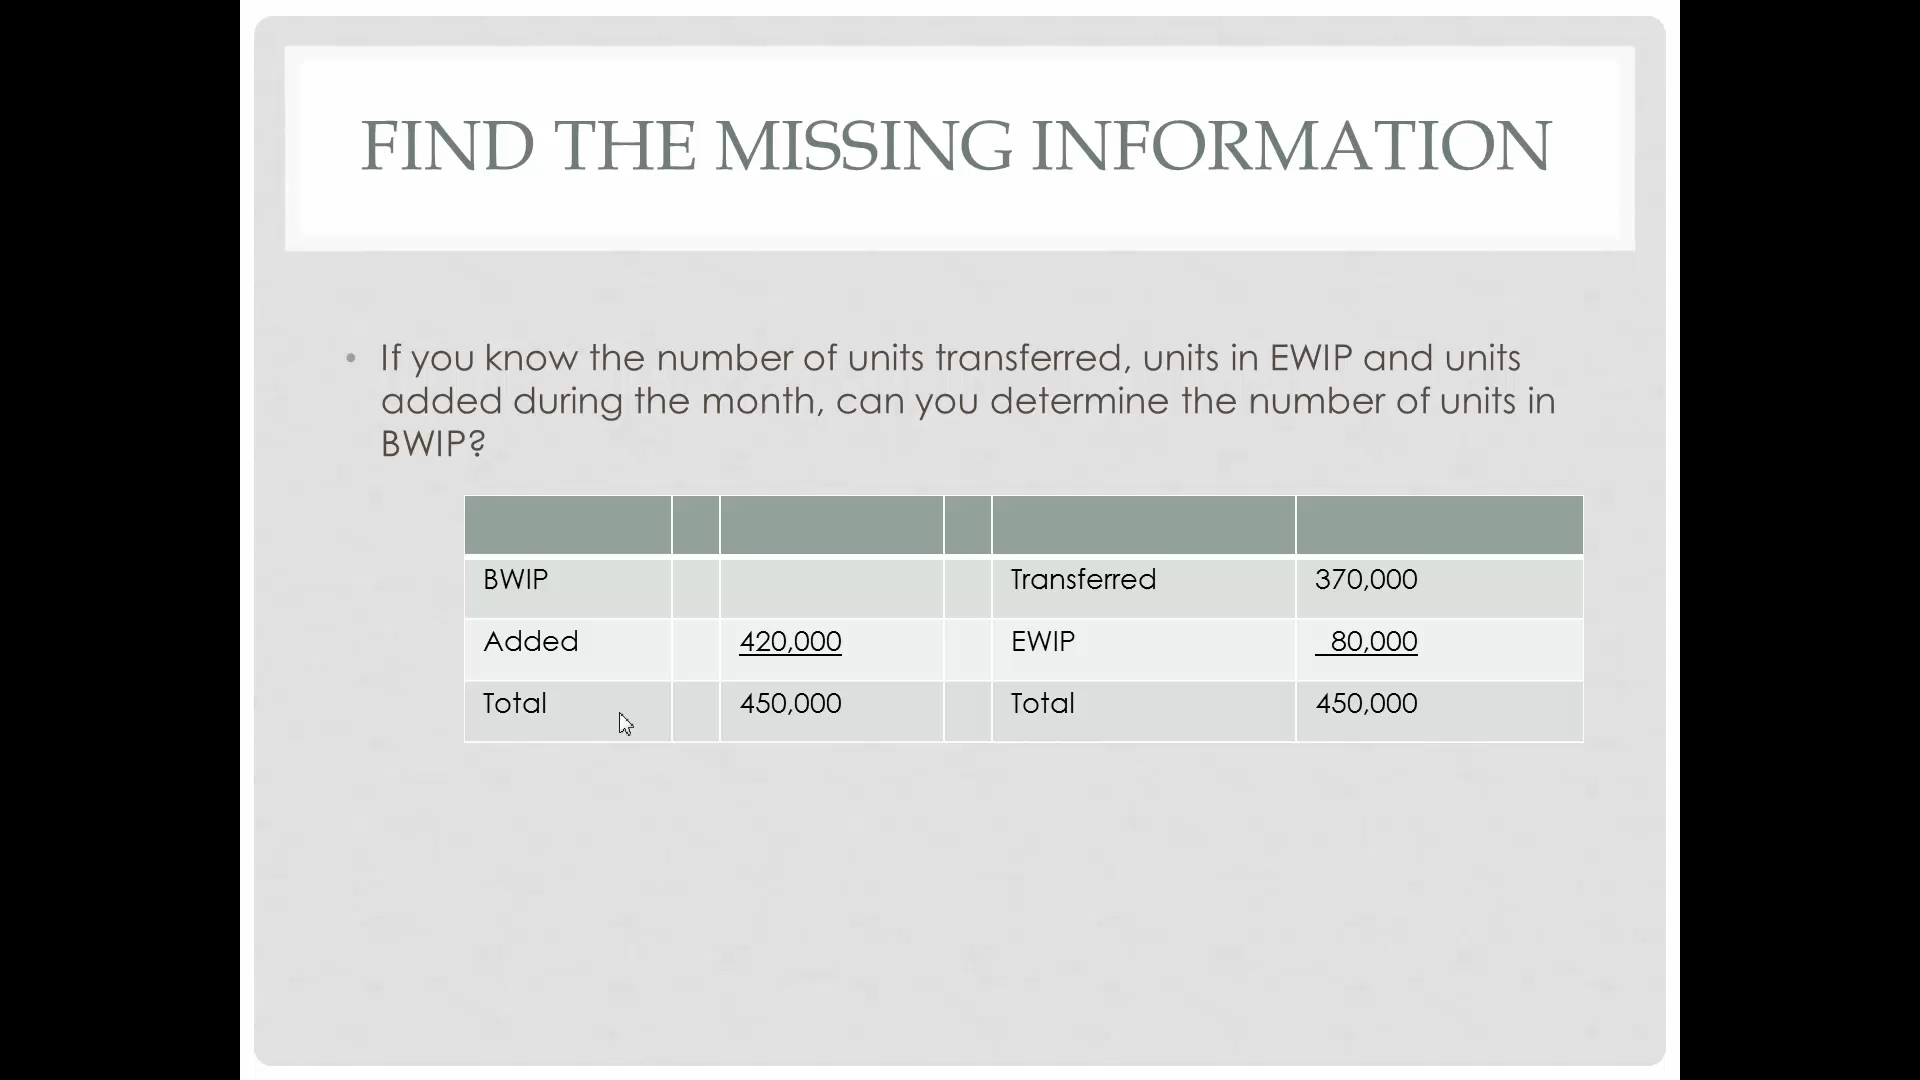 FIND THE MISSING INFORMATION
• If you know the number of units transferred, units in EWIP and units
added during the month, can you determine the number of units in
BWIP?
BWIP Transferred 370,000
Added 420,000 EWIP 80,000
Total 450,000 Total 450,000